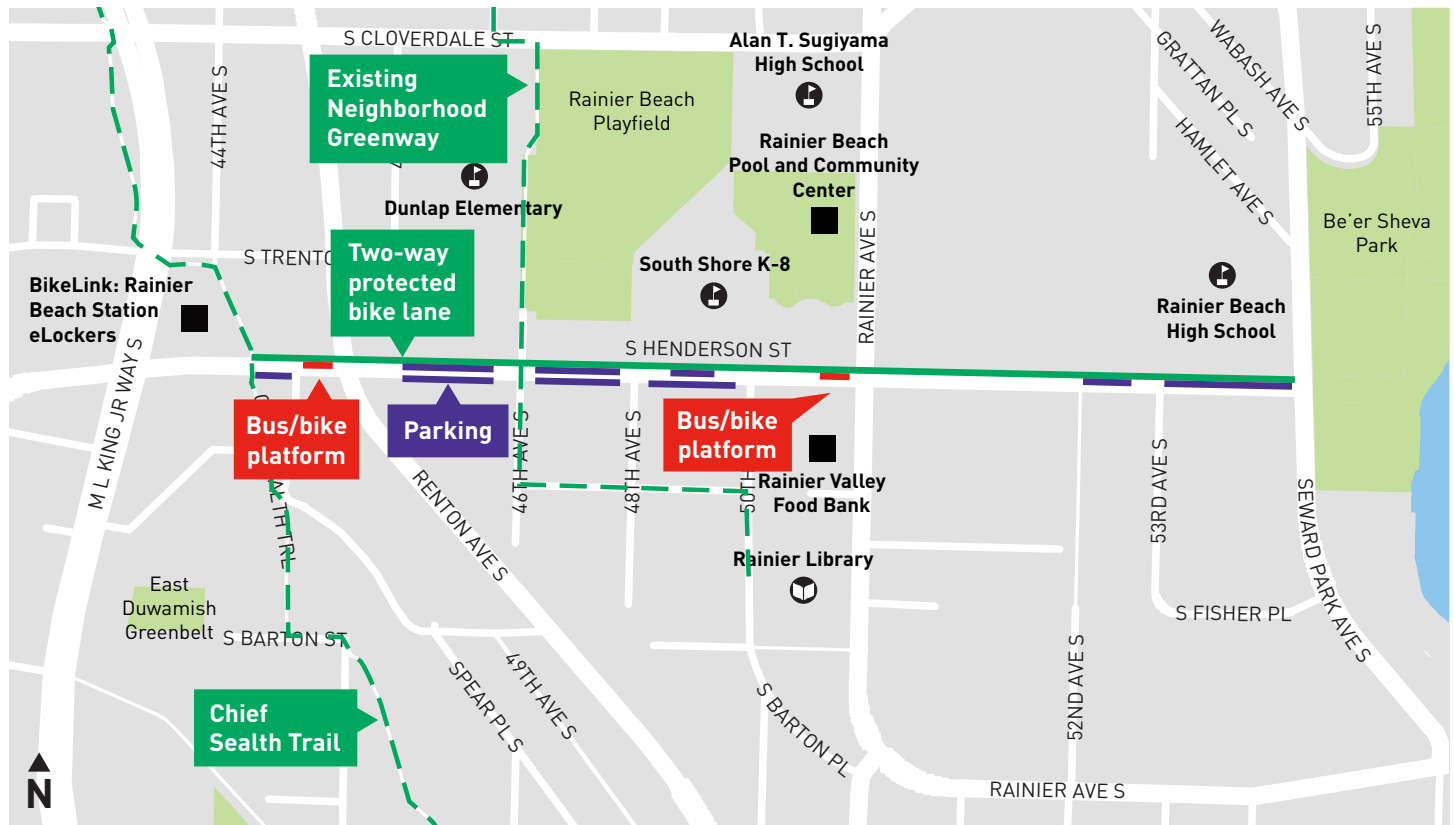 S CLOVERDALE ST
Alan T. Sugiyama
High School
GRATTAN PL S
WABASH AVE S
55TH AVE S
44TH AVE S
Existing
Neighborhood
Greenway
Rainier Beach
Playfield
HAMLET AVE S
Rainier Beach
Pool and Community
Center
Dunlap Elementary
RAINIER AVE S
Be'er Sheva
Park
S TRENTO
Two-way
protected
bike lane
South Shore K-8
BikeLink: Rainier
Beach Station
eLockers
Rainier Beach
High School
S HENDERSON ST
M L KING JR WAY S
Bus/bike
platform
Parking
46TH AVE S
48TH AVE S
Bus/bike
platform
50TH
53RD AVE S
Rainier Valley
Food Bank
ALTH TRL
RENTON AVE S
SEWARD PARK AVE S
Rainier Library
East
Duwamish
Greenbelt
S BARTON ST
S FISHER PL
52ND AVE S
49TH AVE S
SPEAR PL S
S BARTON PL
Chief
Sealth Trail
RAINIER AVE S
N